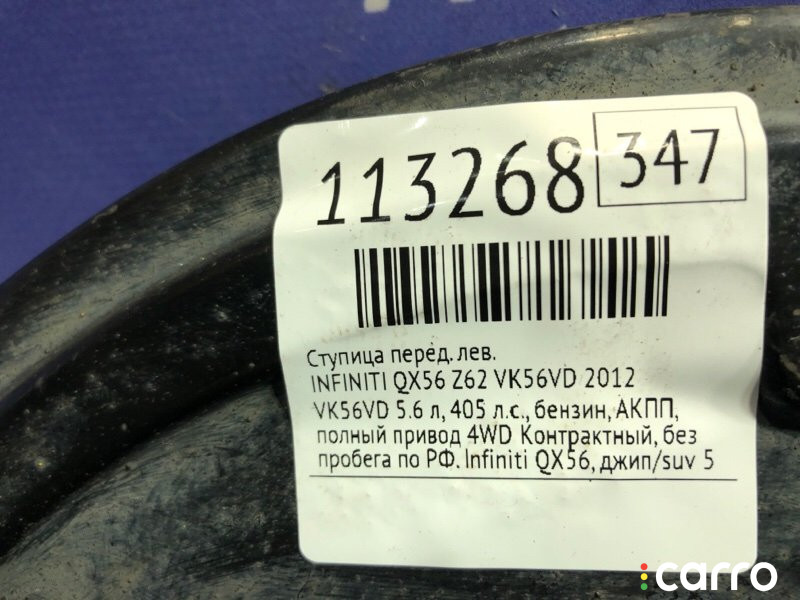 113268 347
Ступица перед. лев.
INFINITI QX56 Z62 VK56VD 2012
VK56VD 5.6 л, 405 л.с., бензин, АКПП,
полный привод 4WD Контрактный, без
пробега по РФ. Infiniti QX56, джип/suv 5
carro